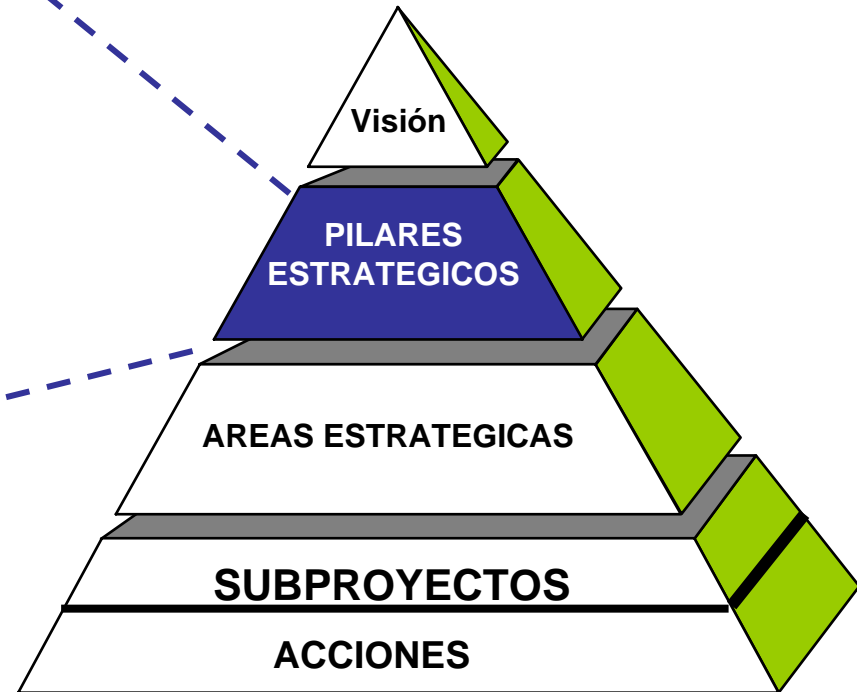 Visión
PILARES
ESTRATEGICOS
AREAS ESTRATEGICAS
SUBPROYECTOS
ACCIONES